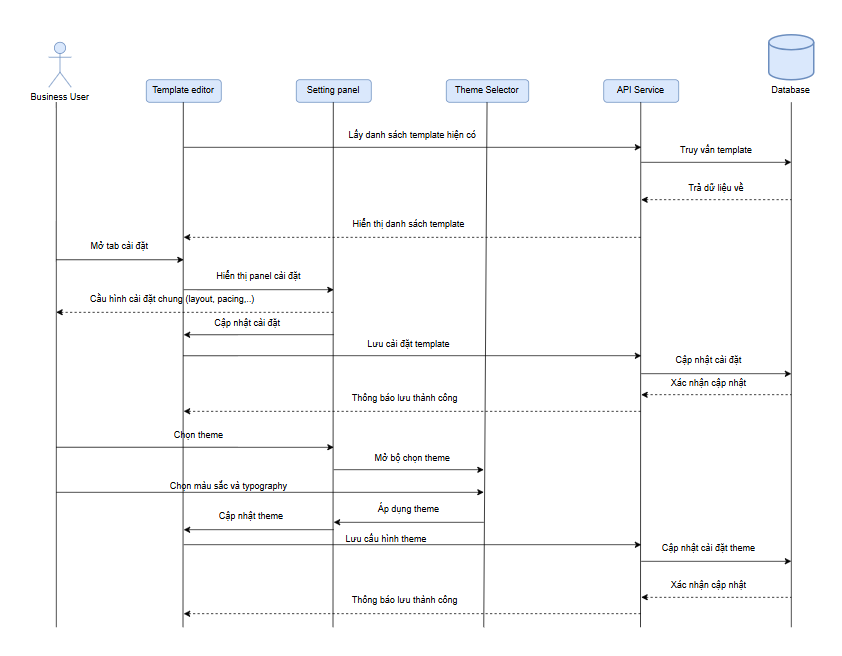 Business User
Template editor
Setting panel
Theme Selector
API Service
Database
Lấy danh sách template hiện có
Truy vấn template
Trả dữ liệu về
Hiển thị danh sách template
Mở tab cài đặt
Hiển thị panel cài đặt
Cấu hình cài đặt chung (layout, pacing,..)
Cập nhật cài đặt
Lưu cài đặt template
Cập nhật cài đặt
Xác nhận cập nhật
Thông báo lưu thành công
Chọn theme
Mở bộ chọn theme
Chọn màu sắc và typography
Áp dụng theme
Cập nhật theme
Lưu cấu hình theme
Cập nhật cài đặt theme
Xác nhận cập nhật
Thông báo lưu thành công